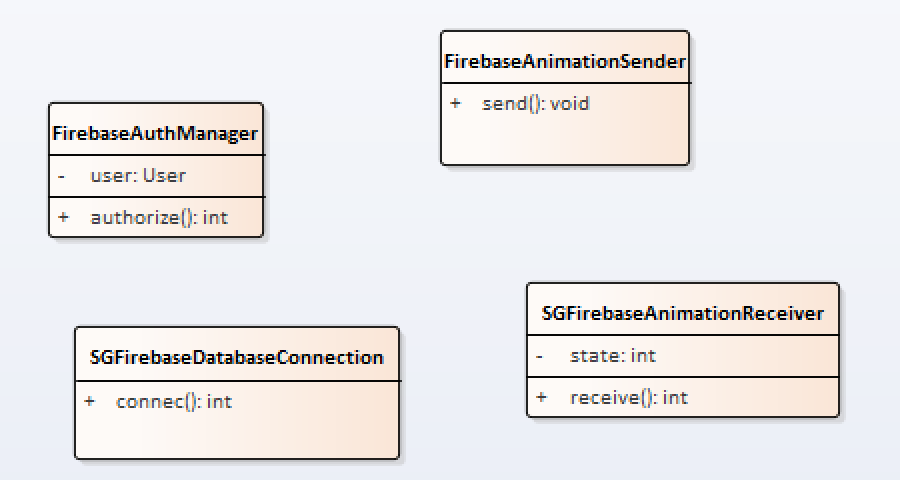 FirebaseAnimationSender
+ send(): void
FirebaseAuthManager
- user: User
+ authorize(): int
SGFirebaseAnimationReceiver
- state: int
+ receive(): int
SGFirebaseDatabaseConnection
+ connec(): int